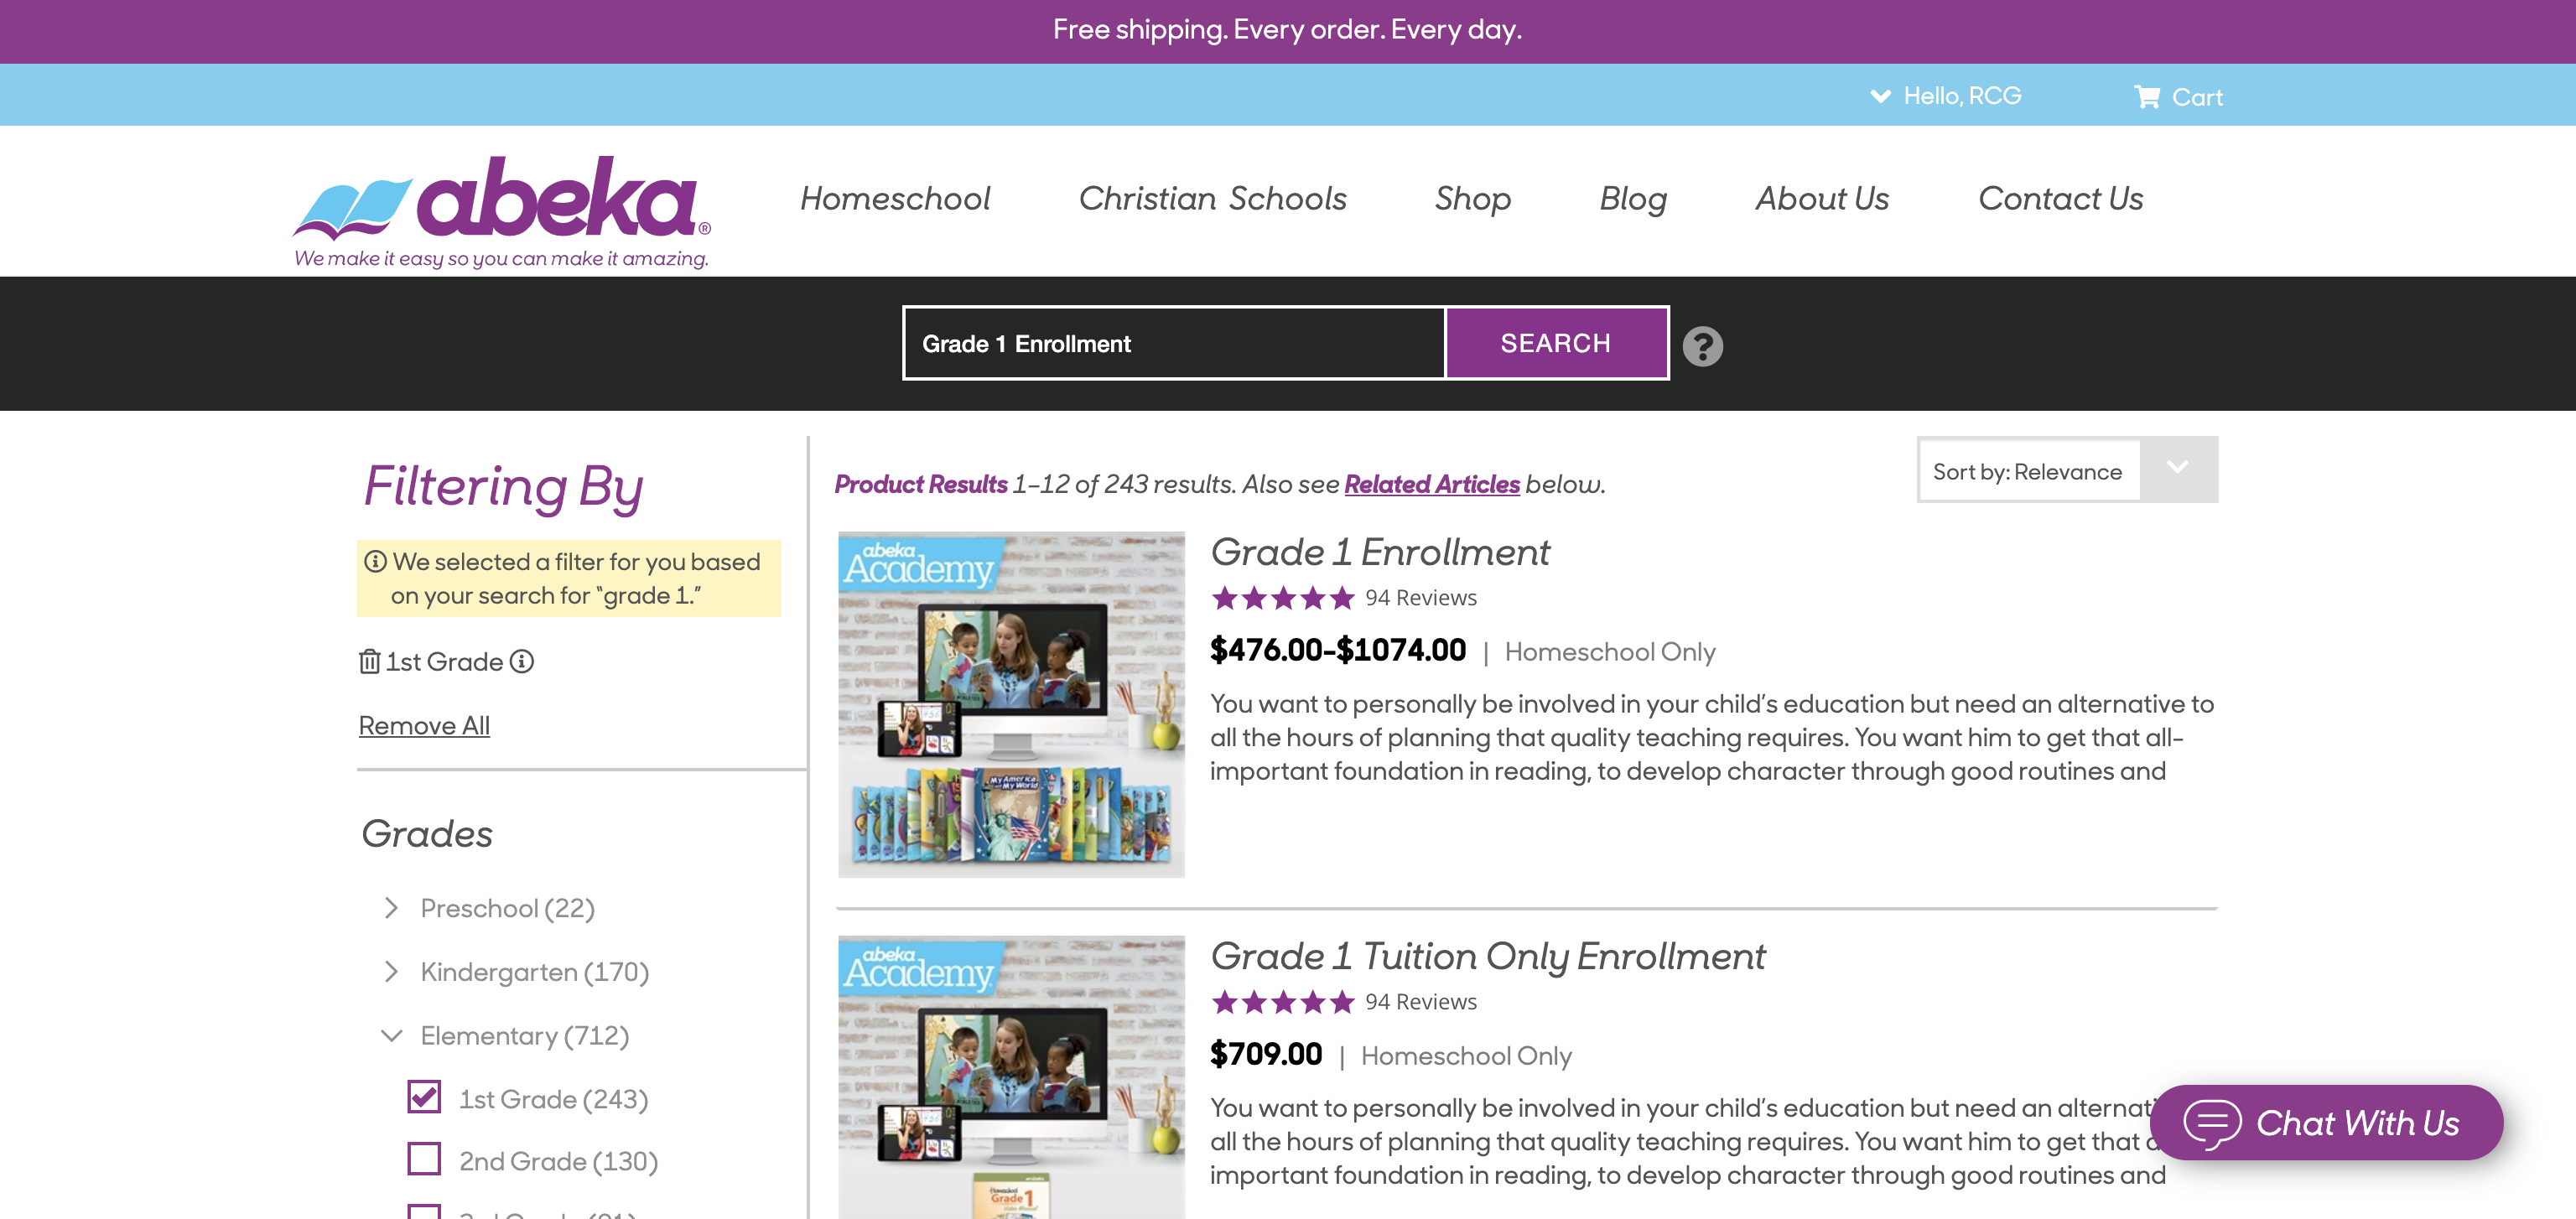 Free shipping. Every order. Every day.
Hello, RCG
Cart
abeka®
We make it easy so you can make it amazing.
Homeschool
Christian Schools
Shop
Blog
About Us
Contact Us
Grade 1 Enrollment
SEARCH
?
Filtering By
We selected a filter for you based
on your search for “grade 1.”
1st Grade
Remove All
Grades
Preschool (22)
Kindergarten (170)
Elementary (712)
1st Grade (243)
2nd Grade (130)
Product Results 1–12 of 243 results. Also see Related Articles below.
Sort by: Relevance
abeka
Academy
My America
and My World
Grade 1 Enrollment
94 Reviews
$476.00-$1074.00 | Homeschool Only
You want to personally be involved in your child’s education but need an alternative to
all the hours of planning that quality teaching requires. You want him to get that all-
important foundation in reading, to develop character through good routines and
abeka
Academy
Homeschool
Grade 1
Grade 1 Tuition Only Enrollment
94 Reviews
$709.00 | Homeschool Only
You want to personally be involved in your child’s education but need an
all the hours of planning that quality teaching requires. You want him to get that
important foundation in reading, to develop character through good routines and
Chat With Us